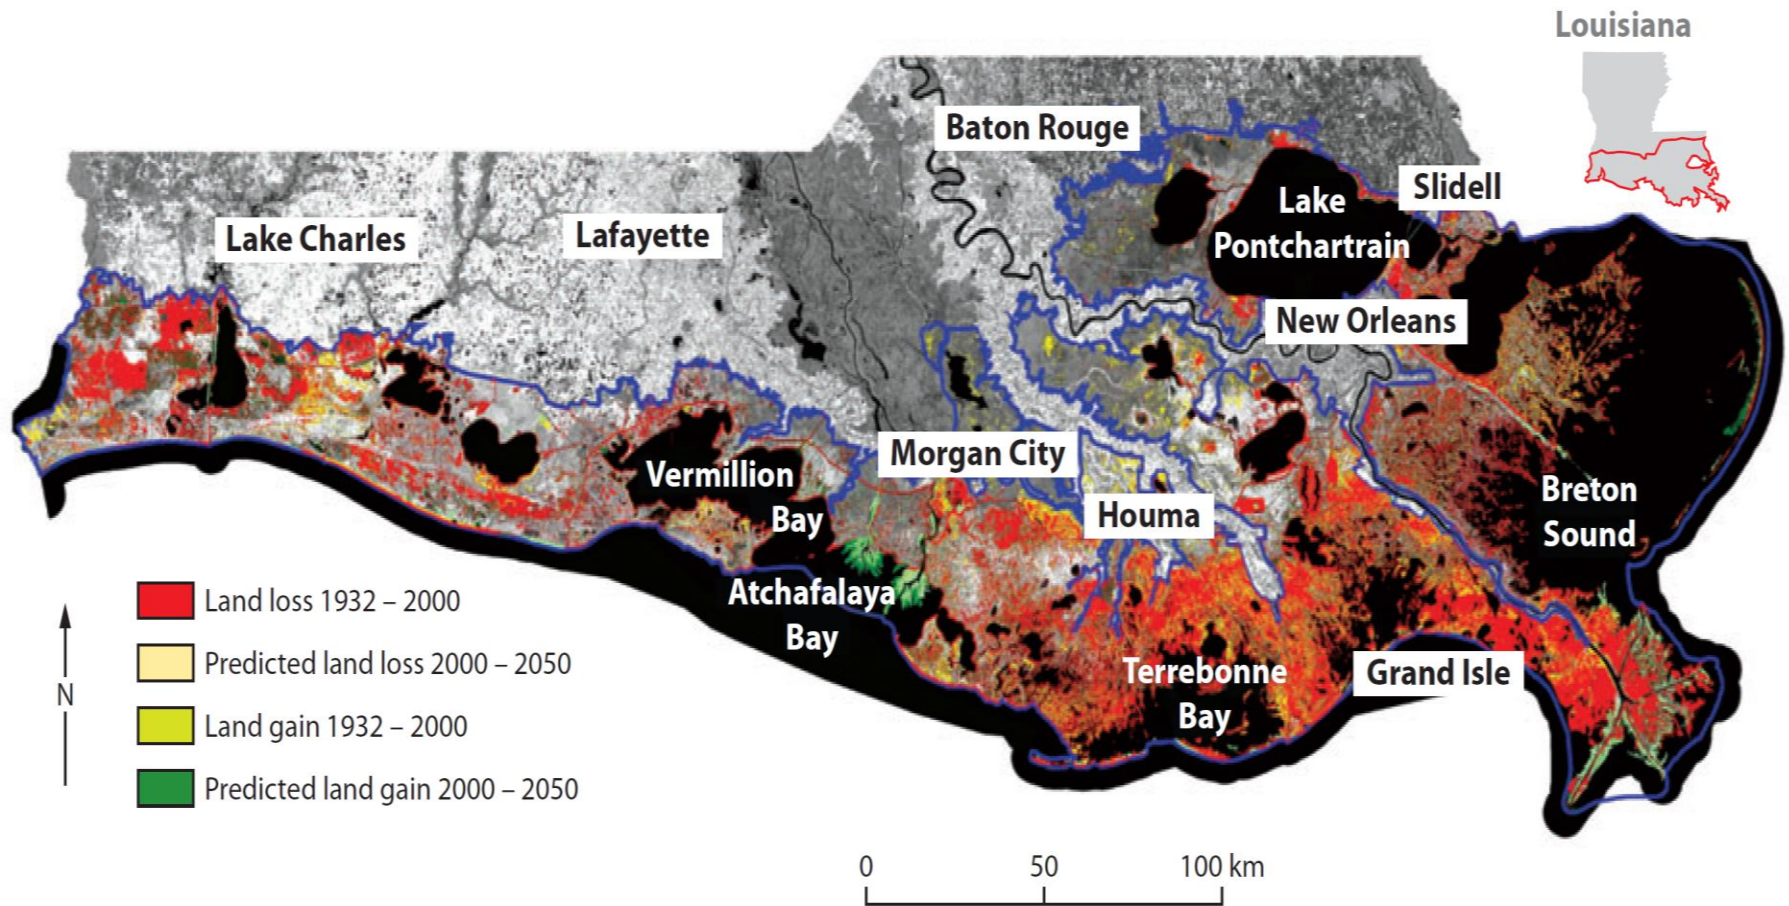 Louisiana
Baton Rouge
Slidell
Lake
Pontchartrain
Lake Charles
Lafayette
New Orleans
Morgan City
Vermillion
Bay
Houma
Breton
Sound
Atchafalaya
Bay
Terrebonne
Bay
Grand Isle
Land loss 1932 – 2000
Predicted land loss 2000 – 2050
Land gain 1932 – 2000
Predicted land gain 2000 – 2050
N
0 50 100 km